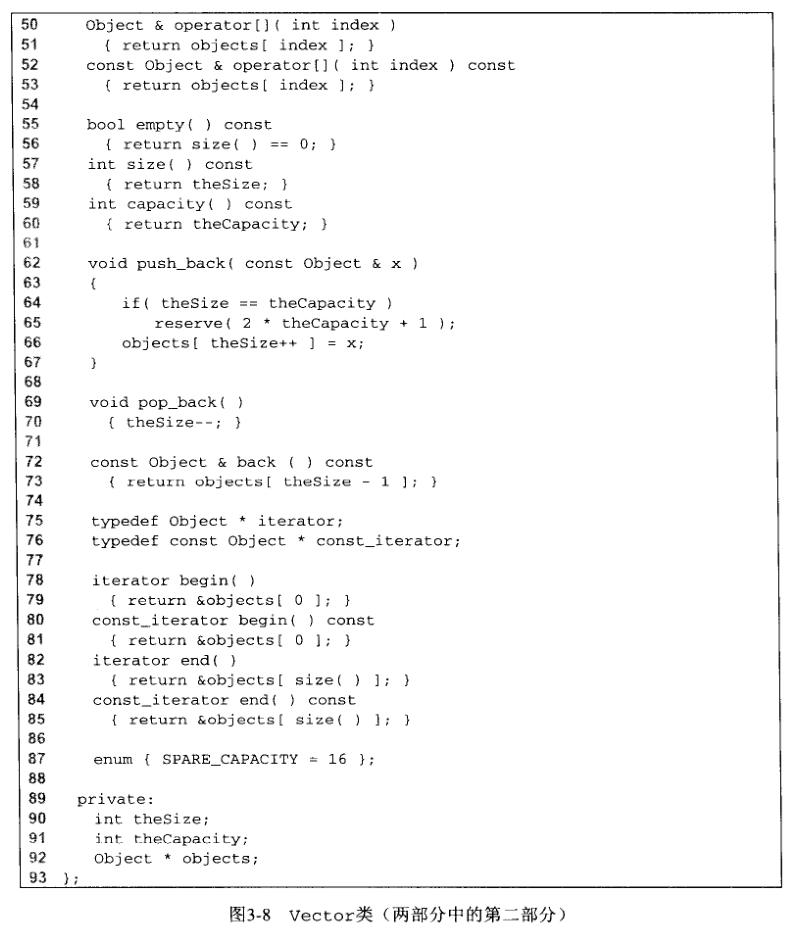 50 Object & operator[]( int index )
51 { return objects[ index ]; }
52 const Object & operator[]( int index ) const
53 { return objects[ index ]; }
54
55 bool empty( ) const
56 { return size( ) == 0; }
57 int size( ) const
58 { return theSize; }
59 int capacity( ) const
60 { return theCapacity; }
61
62 void push_back( const Object & x )
63 {
64 if( theSize == theCapacity )
65 reserve( 2 * theCapacity + 1 );
66 objects[ theSize++ ] = x;
67 }
68
69 void pop_back( )
70 { theSize--; }
71
72 const Object & back ( ) const
73 { return objects[ theSize - 1 ]; }
74
75 typedef Object * iterator;
76 typedef const Object * const_iterator;
77
78 iterator begin( )
79 { return &objects[ 0 ]; }
80 const_iterator begin( ) const
81 { return &objects[ 0 ]; }
82 iterator end( )
83 { return &objects[ size( ) ]; }
84 const_iterator end( ) const
85 { return &objects[ size( ) ]; }
86
87 enum { SPARE_CAPACITY = 16 };
88
89 private:
90 int theSize;
91 int theCapacity;
92 Object * objects;
93 };
图3-8 Vector类（两部分中的第二部分）